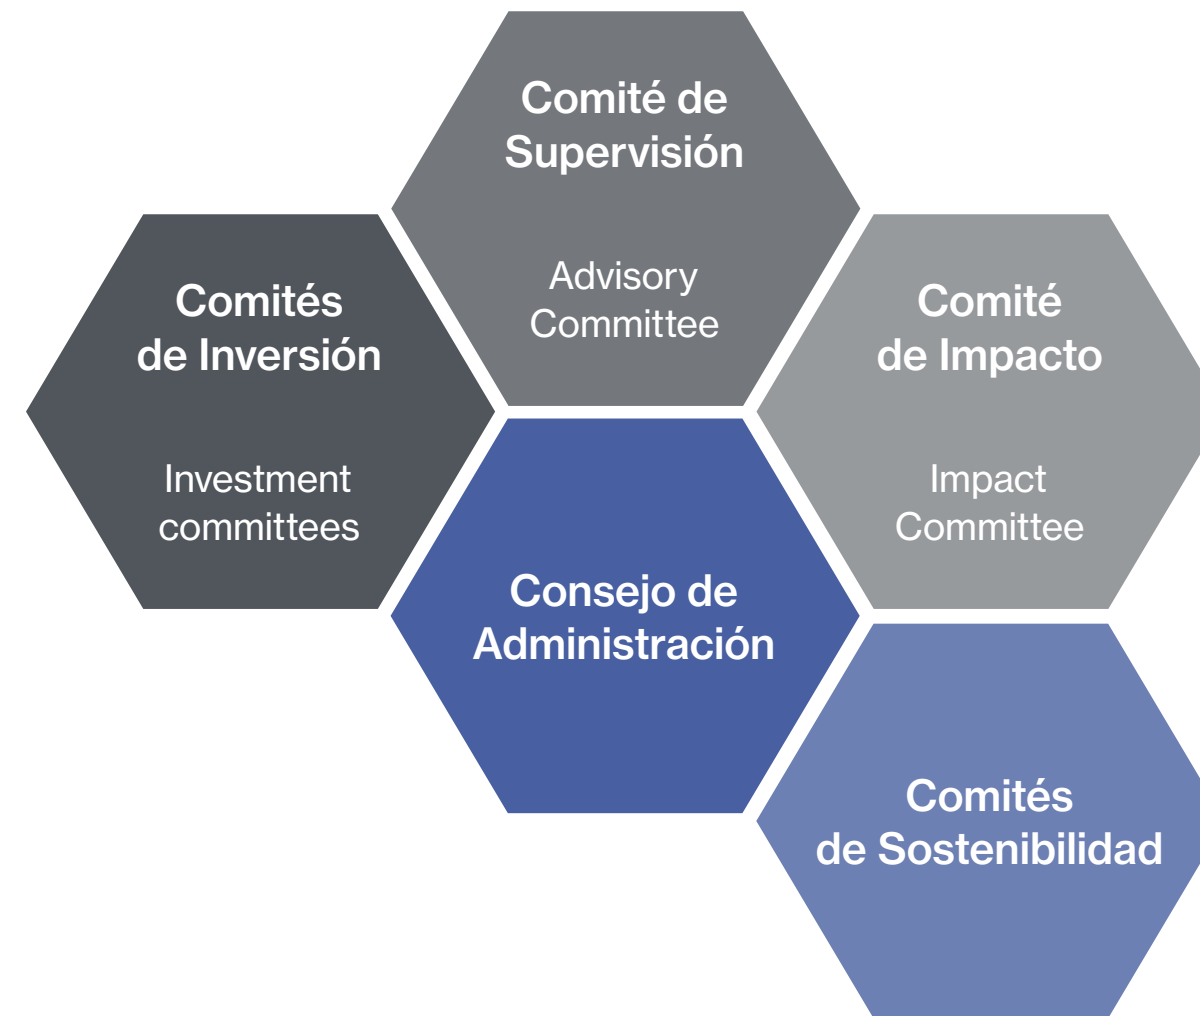 Comité de
Supervisión
Advisory
Committee
Comités
de Inversión
Investment
committees
Comité
de Impacto
Impact
Committee
Consejo de
Administración
Comités
de Sostenibilidad